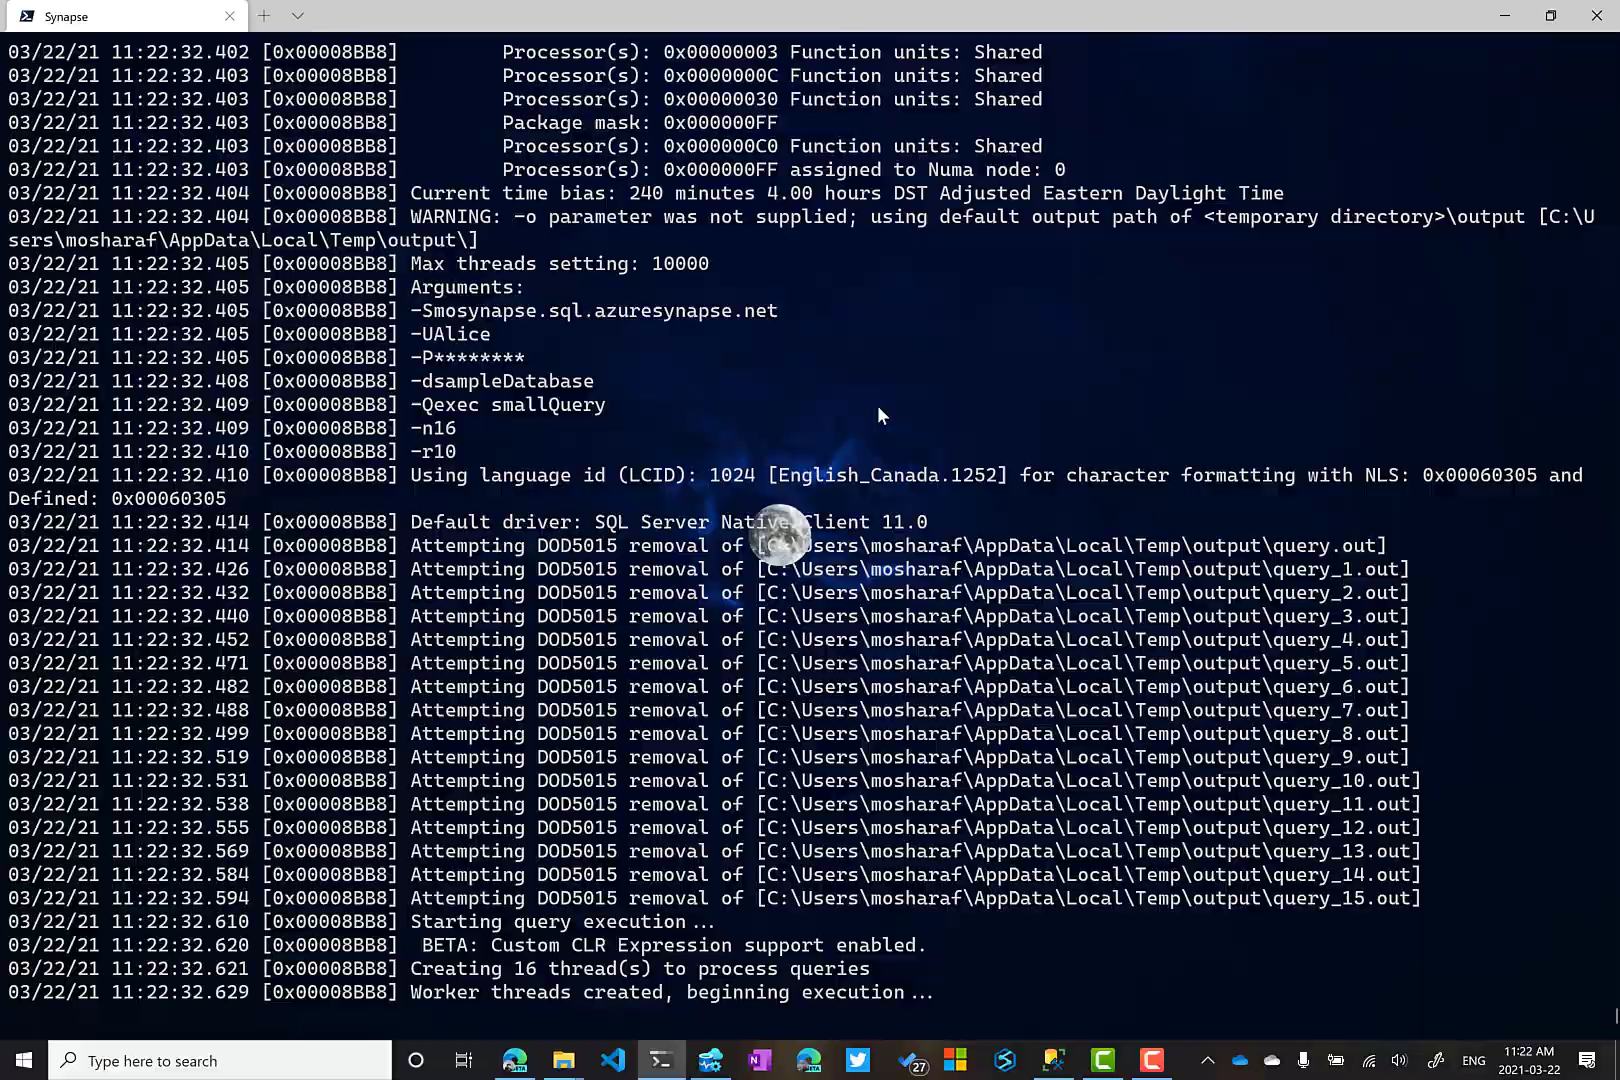 Synapse
03/22/21 11:22:32.402 [0x00008BB8]         Processor(s): 0x00000003 Function units: Shared
03/22/21 11:22:32.403 [0x00008BB8]         Processor(s): 0x0000000C Function units: Shared
03/22/21 11:22:32.403 [0x00008BB8]         Processor(s): 0x00000030 Function units: Shared
03/22/21 11:22:32.403 [0x00008BB8]         Package mask: 0x000000FF
03/22/21 11:22:32.403 [0x00008BB8]         Processor(s): 0x000000C0 Function units: Shared
03/22/21 11:22:32.403 [0x00008BB8]         Processor(s): 0x000000FF assigned to Numa node: 0
03/22/21 11:22:32.404 [0x00008BB8] Current time bias: 240 minutes 4.00 hours DST Adjusted Eastern Daylight Time
03/22/21 11:22:32.404 [0x00008BB8] WARNING: -o parameter was not supplied; using default output path of <temporary directory>\output [C:\U
sers\mosharaf\AppData\Local\Temp\output\]
03/22/21 11:22:32.405 [0x00008BB8] Max threads setting: 10000
03/22/21 11:22:32.405 [0x00008BB8] Arguments:
03/22/21 11:22:32.405 [0x00008BB8] -Smosynapse.sql.azuresynapse.net
03/22/21 11:22:32.405 [0x00008BB8] -UAlice
03/22/21 11:22:32.405 [0x00008BB8] -P********
03/22/21 11:22:32.408 [0x00008BB8] -dsampleDatabase
03/22/21 11:22:32.409 [0x00008BB8] -Qexec smallQuery
03/22/21 11:22:32.409 [0x00008BB8] -n16
03/22/21 11:22:32.410 [0x00008BB8] -r10
03/22/21 11:22:32.410 [0x00008BB8] Using language id (LCID): 1024 [English_Canada.1252] for character formatting with NLS: 0x00060305 and
Defined: 0x00060305
03/22/21 11:22:32.414 [0x00008BB8] Default driver: SQL Server Native Client 11.0
03/22/21 11:22:32.414 [0x00008BB8] Attempting DOD5015 removal of [C:\Users\mosharaf\AppData\Local\Temp\output\query.out]
03/22/21 11:22:32.426 [0x00008BB8] Attempting DOD5015 removal of [C:\Users\mosharaf\AppData\Local\Temp\output\query_1.out]
03/22/21 11:22:32.432 [0x00008BB8] Attempting DOD5015 removal of [C:\Users\mosharaf\AppData\Local\Temp\output\query_2.out]
03/22/21 11:22:32.440 [0x00008BB8] Attempting DOD5015 removal of [C:\Users\mosharaf\AppData\Local\Temp\output\query_3.out]
03/22/21 11:22:32.452 [0x00008BB8] Attempting DOD5015 removal of [C:\Users\mosharaf\AppData\Local\Temp\output\query_4.out]
03/22/21 11:22:32.471 [0x00008BB8] Attempting DOD5015 removal of [C:\Users\mosharaf\AppData\Local\Temp\output\query_5.out]
03/22/21 11:22:32.482 [0x00008BB8] Attempting DOD5015 removal of [C:\Users\mosharaf\AppData\Local\Temp\output\query_6.out]
03/22/21 11:22:32.488 [0x00008BB8] Attempting DOD5015 removal of [C:\Users\mosharaf\AppData\Local\Temp\output\query_7.out]
03/22/21 11:22:32.499 [0x00008BB8] Attempting DOD5015 removal of [C:\Users\mosharaf\AppData\Local\Temp\output\query_8.out]
03/22/21 11:22:32.519 [0x00008BB8] Attempting DOD5015 removal of [C:\Users\mosharaf\AppData\Local\Temp\output\query_9.out]
03/22/21 11:22:32.531 [0x00008BB8] Attempting DOD5015 removal of [C:\Users\mosharaf\AppData\Local\Temp\output\query_10.out]
03/22/21 11:22:32.538 [0x00008BB8] Attempting DOD5015 removal of [C:\Users\mosharaf\AppData\Local\Temp\output\query_11.out]
03/22/21 11:22:32.555 [0x00008BB8] Attempting DOD5015 removal of [C:\Users\mosharaf\AppData\Local\Temp\output\query_12.out]
03/22/21 11:22:32.569 [0x00008BB8] Attempting DOD5015 removal of [C:\Users\mosharaf\AppData\Local\Temp\output\query_13.out]
03/22/21 11:22:32.584 [0x00008BB8] Attempting DOD5015 removal of [C:\Users\mosharaf\AppData\Local\Temp\output\query_14.out]
03/22/21 11:22:32.594 [0x00008BB8] Attempting DOD5015 removal of [C:\Users\mosharaf\AppData\Local\Temp\output\query_15.out]
03/22/21 11:22:32.610 [0x00008BB8] Starting query execution...
03/22/21 11:22:32.620 [0x00008BB8]  BETA: Custom CLR Expression support enabled.
03/22/21 11:22:32.621 [0x00008BB8] Creating 16 thread(s) to process queries
03/22/21 11:22:32.629 [0x00008BB8] Worker threads created, beginning execution...
Type here to search
BETA
BETA
27
ENG
11:22 AM
2021-03-22